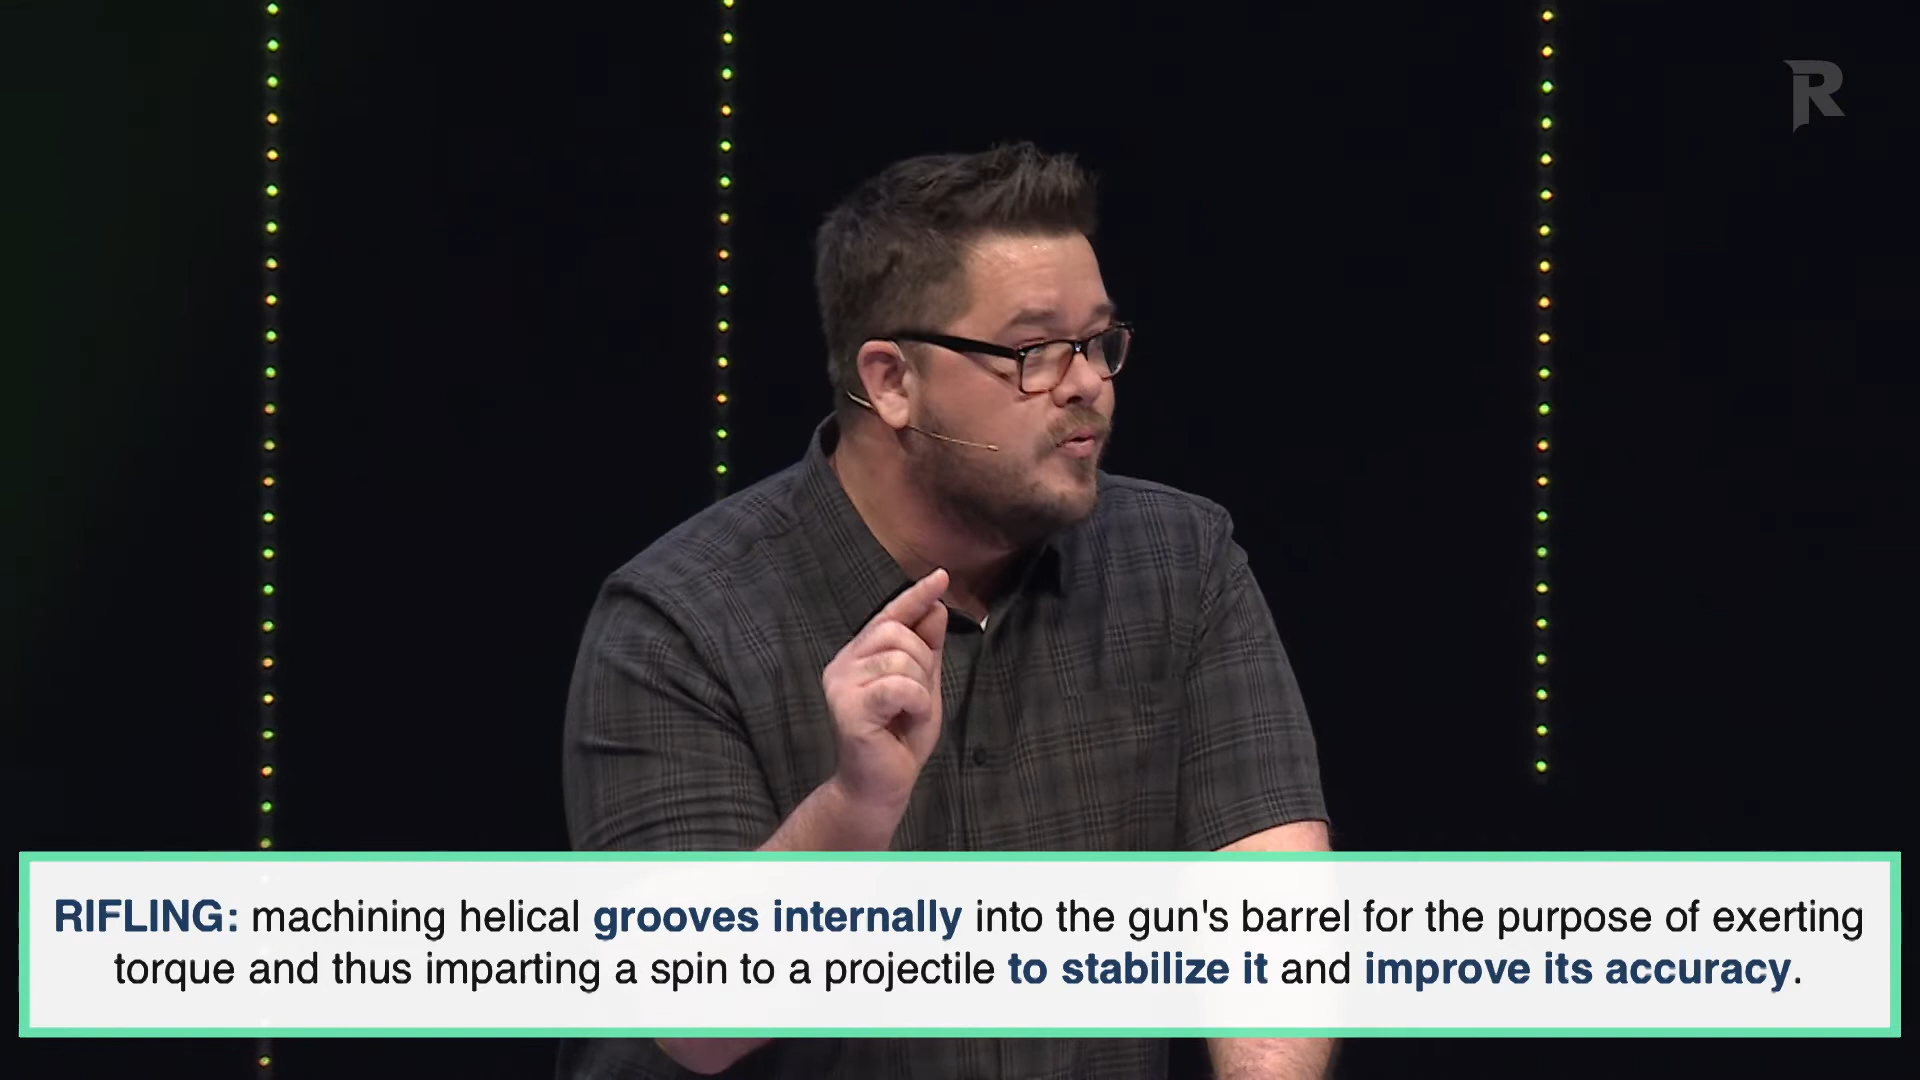 R
RIFLING: machining helical grooves internally into the gun's barrel for the purpose of exerting
torque and thus imparting a spin to a projectile to stabilize it and improve its accuracy.